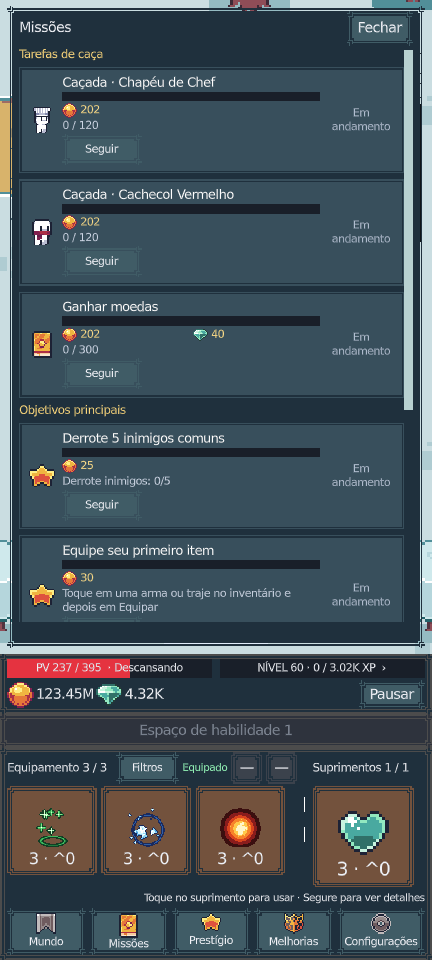 Missões
Fechar
Tarefas de caça
Caçada · Chapéu de Chef
202
0 / 120
Seguir
Em
andamento
Caçada · Cachecol Vermelho
202
0 / 120
Seguir
Em
andamento
Ganhar moedas
202 40
0 / 300
Seguir
Em
andamento
Objetivos principais
Derrote 5 inimigos comuns
25
Derrote inimigos: 0/5
Seguir
Em
andamento
Equipe seu primeiro item
30
Toque em uma arma ou traje no inventário e
depois em Equipar
Em
andamento
PV 237 / 395 · Descansando
NÍVEL 60 · 0 / 3.02K XP ›
123.45M 4.32K
Pausar
Espaço de habilidade 1
Equipamento 3 / 3
Filtros
Equipado
— —
Suprimentos 1 / 1
3 · ^0
3 · ^0
3 · ^0
3 · ^0
Toque no suprimento para usar · Segure para ver detalhes
Mundo
Missões
Prestígio
Melhorias
Configurações